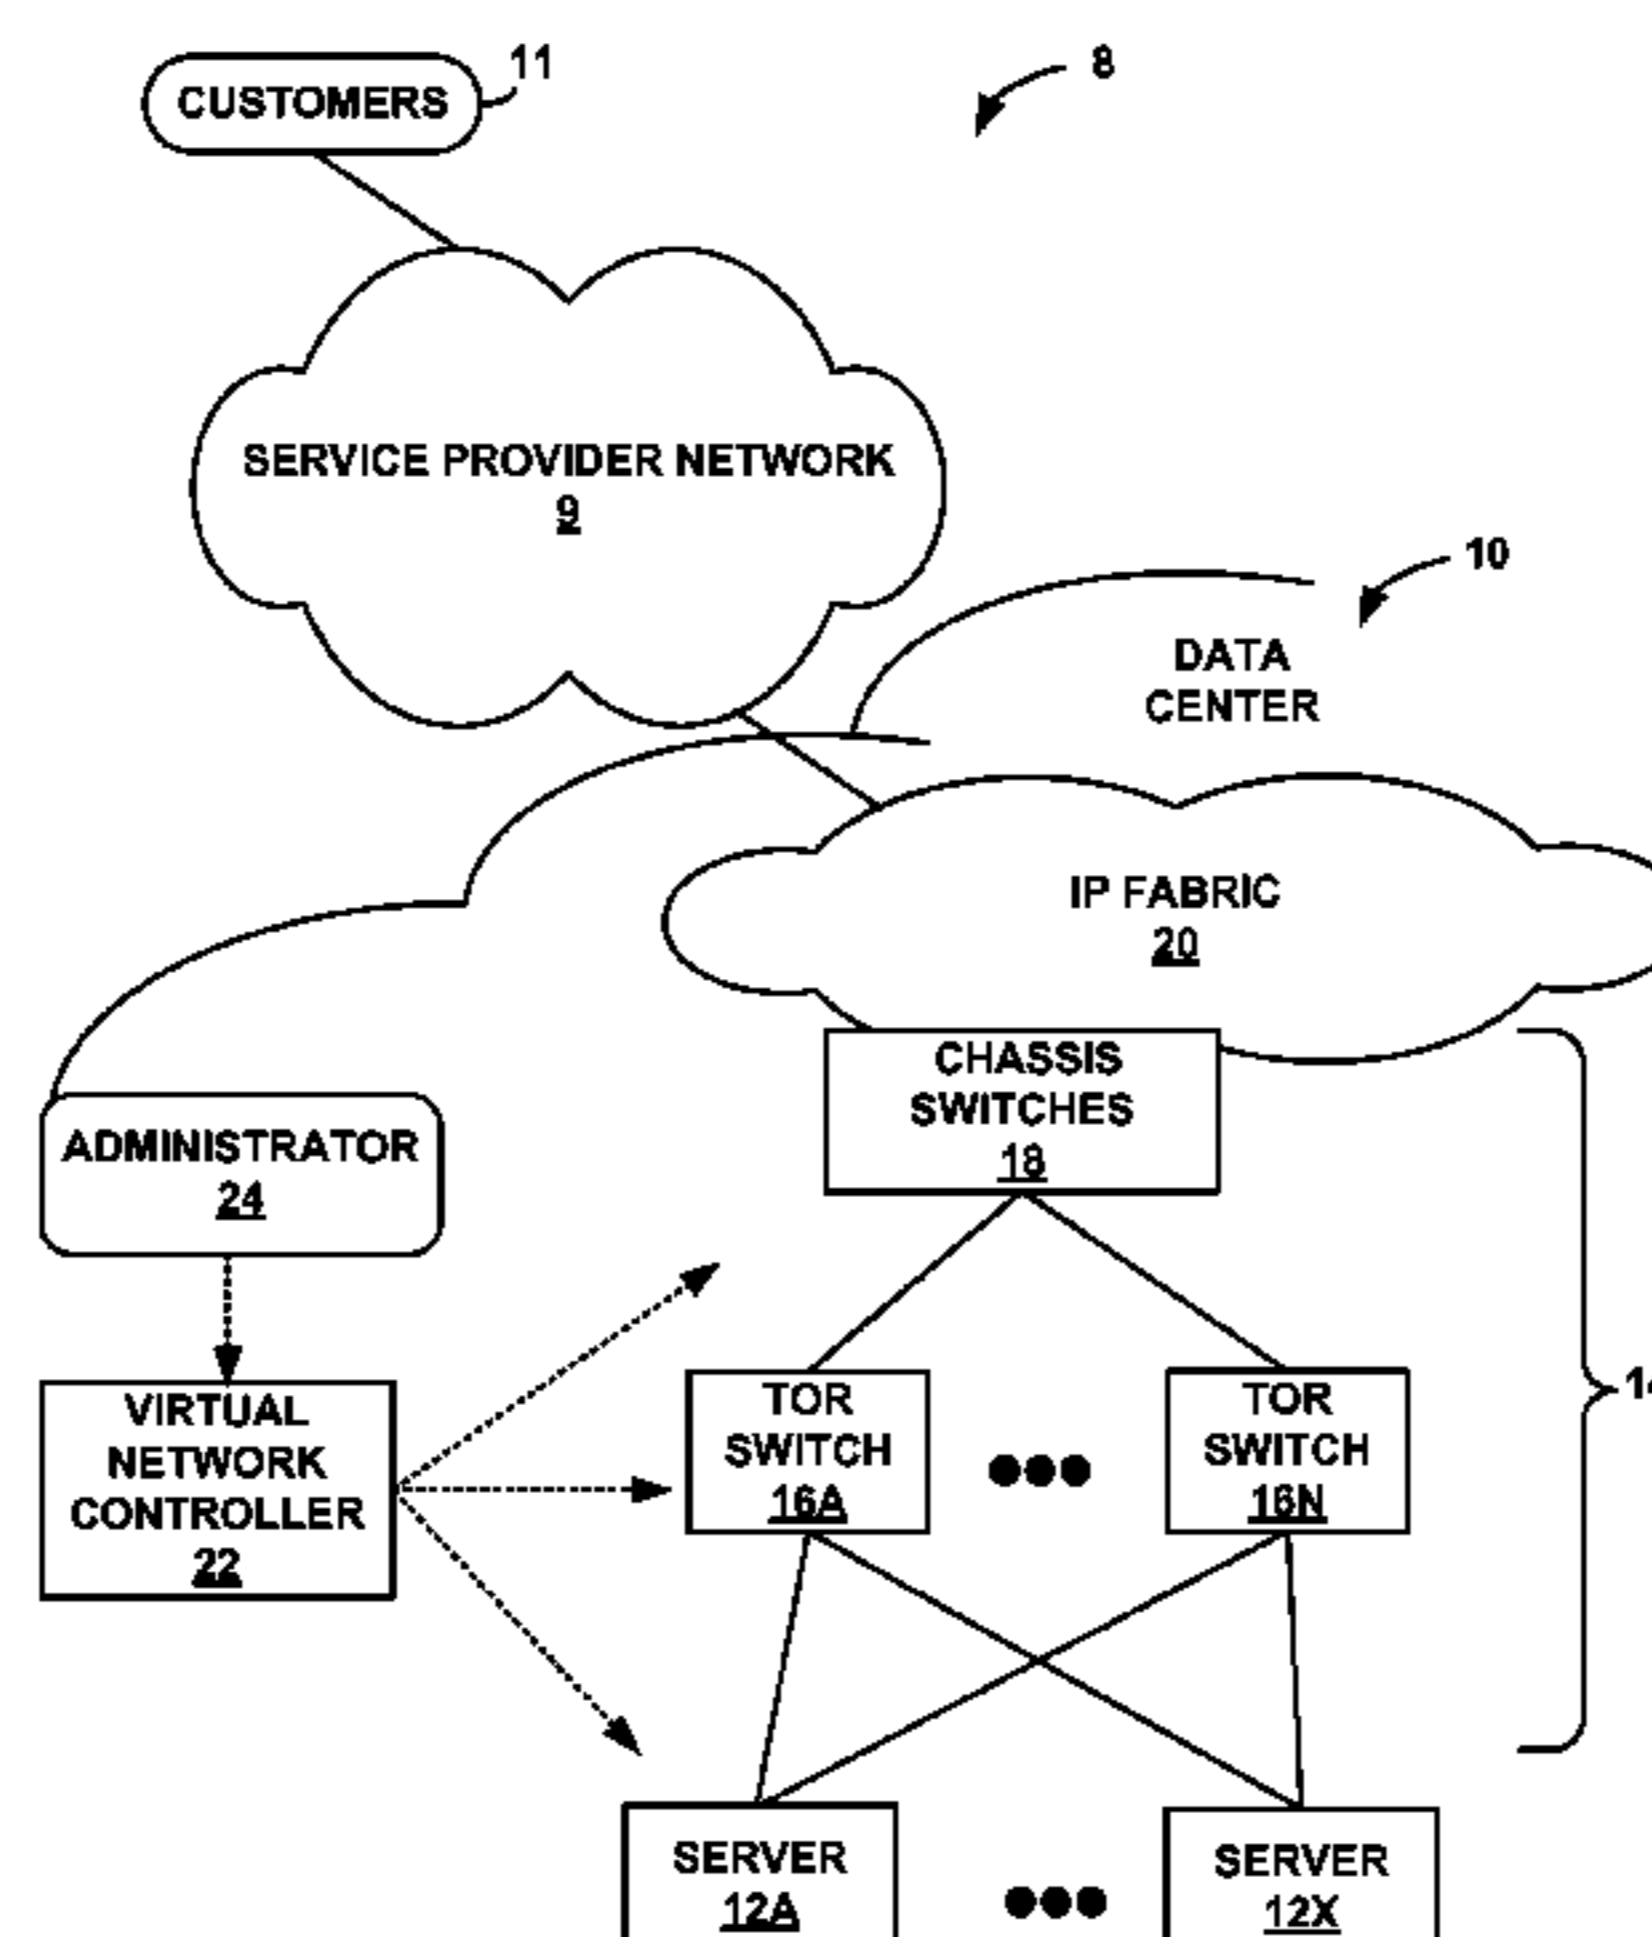 CUSTOMERS
11
8
SERVICE PROVIDER NETWORK
9
10
DATA
CENTER
IP FABRIC
20
CHASSIS
SWITCHES
18
ADMINISTRATOR
24
VIRTUAL
NETWORK
CONTROLLER
22
TOR
SWITCH
16A
TOR
SWITCH
16N
SERVER
12A
SERVER
12X